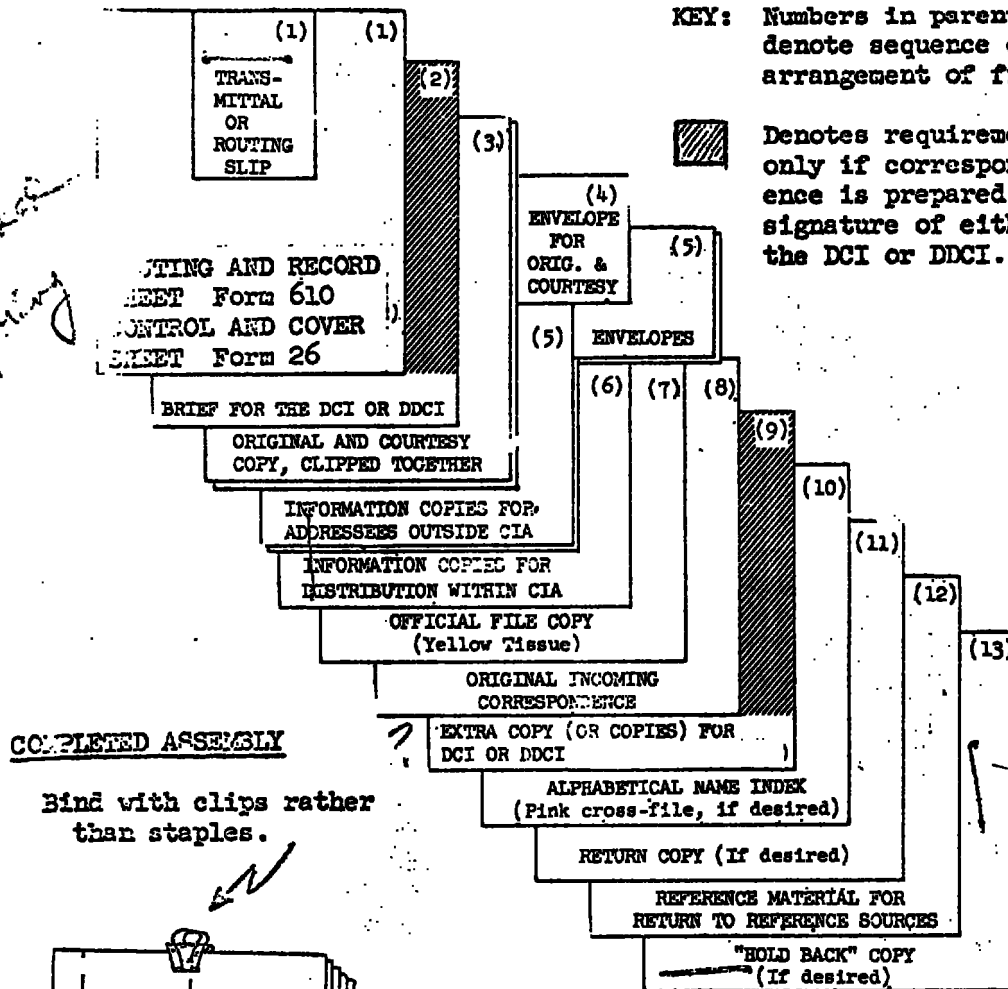 KEY: Numbers in
denote sequence
arrangement of
Denotes
only if
ence is prepared
signature of
the DCI or DDCI.
(1)
(1)
TRANS-
MITTAL
OR
ROUTING
SLIP
AND RECORD
Form 610
AND COVER
Form 26
(2)
BRIEF FOR THE DCI OR DDCI
(3)
ORIGINAL AND COURTESY
COPY, CLIPPED TOGETHER
(4)
ENVELOPE
FOR
ORIG. &
COURTESY
(5)
ENVELOPES
(5)
INFORMATION COPIES FOR
ADDRESSEES OUTSIDE CIA
(6)
INFORMATION COPIES FOR
DISTRIBUTION WITHIN CIA
(7)
OFFICIAL FILE COPY
(Yellow Tissue)
(8)
ORIGINAL INCOMING
CORRESPONDENCE
(9)
EXTRA COPY (OR COPIES) FOR
DCI OR DDCI )
(10)
ALPHABETICAL NAME INDEX
(Pink cross-file, if desired)
(11)
RETURN COPY (If desired)
(12)
REFERENCE MATERIAL FOR
RETURN TO REFERENCE SOURCES
(13)
"HOLD BACK" COPY
(If desired)
COMPLETED ASSEMBLY
?
Bind with clips rather
than staples.